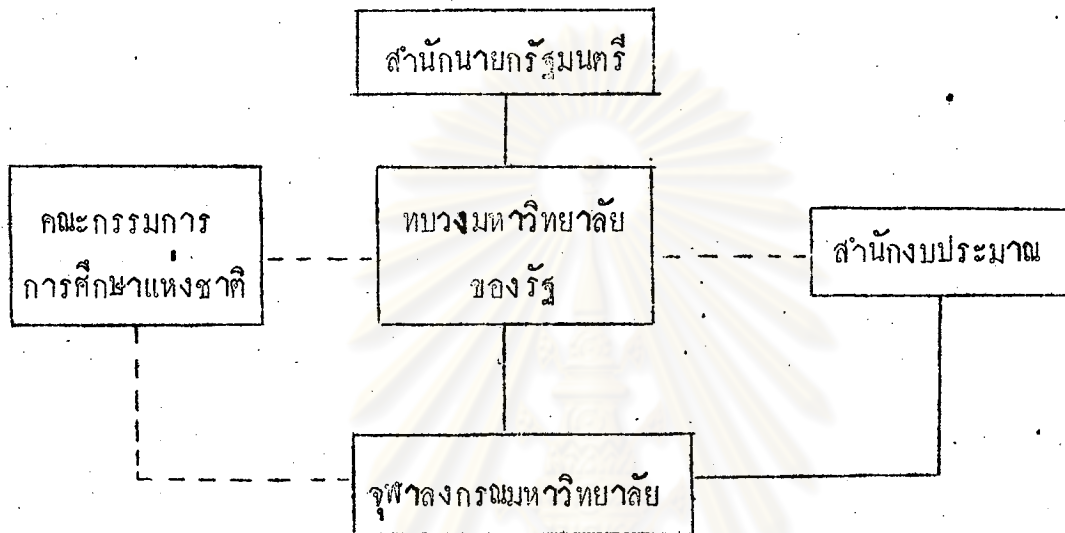 สำนักนายกรัฐมนตรี
คณะกรรมการ
การศึกษาแห่งชาติ
ทบวงมหาวิทยาลัย
ของรัฐ
สำนักงบประมาณ
จุฬาลงกรณมหาวิทยาลัย